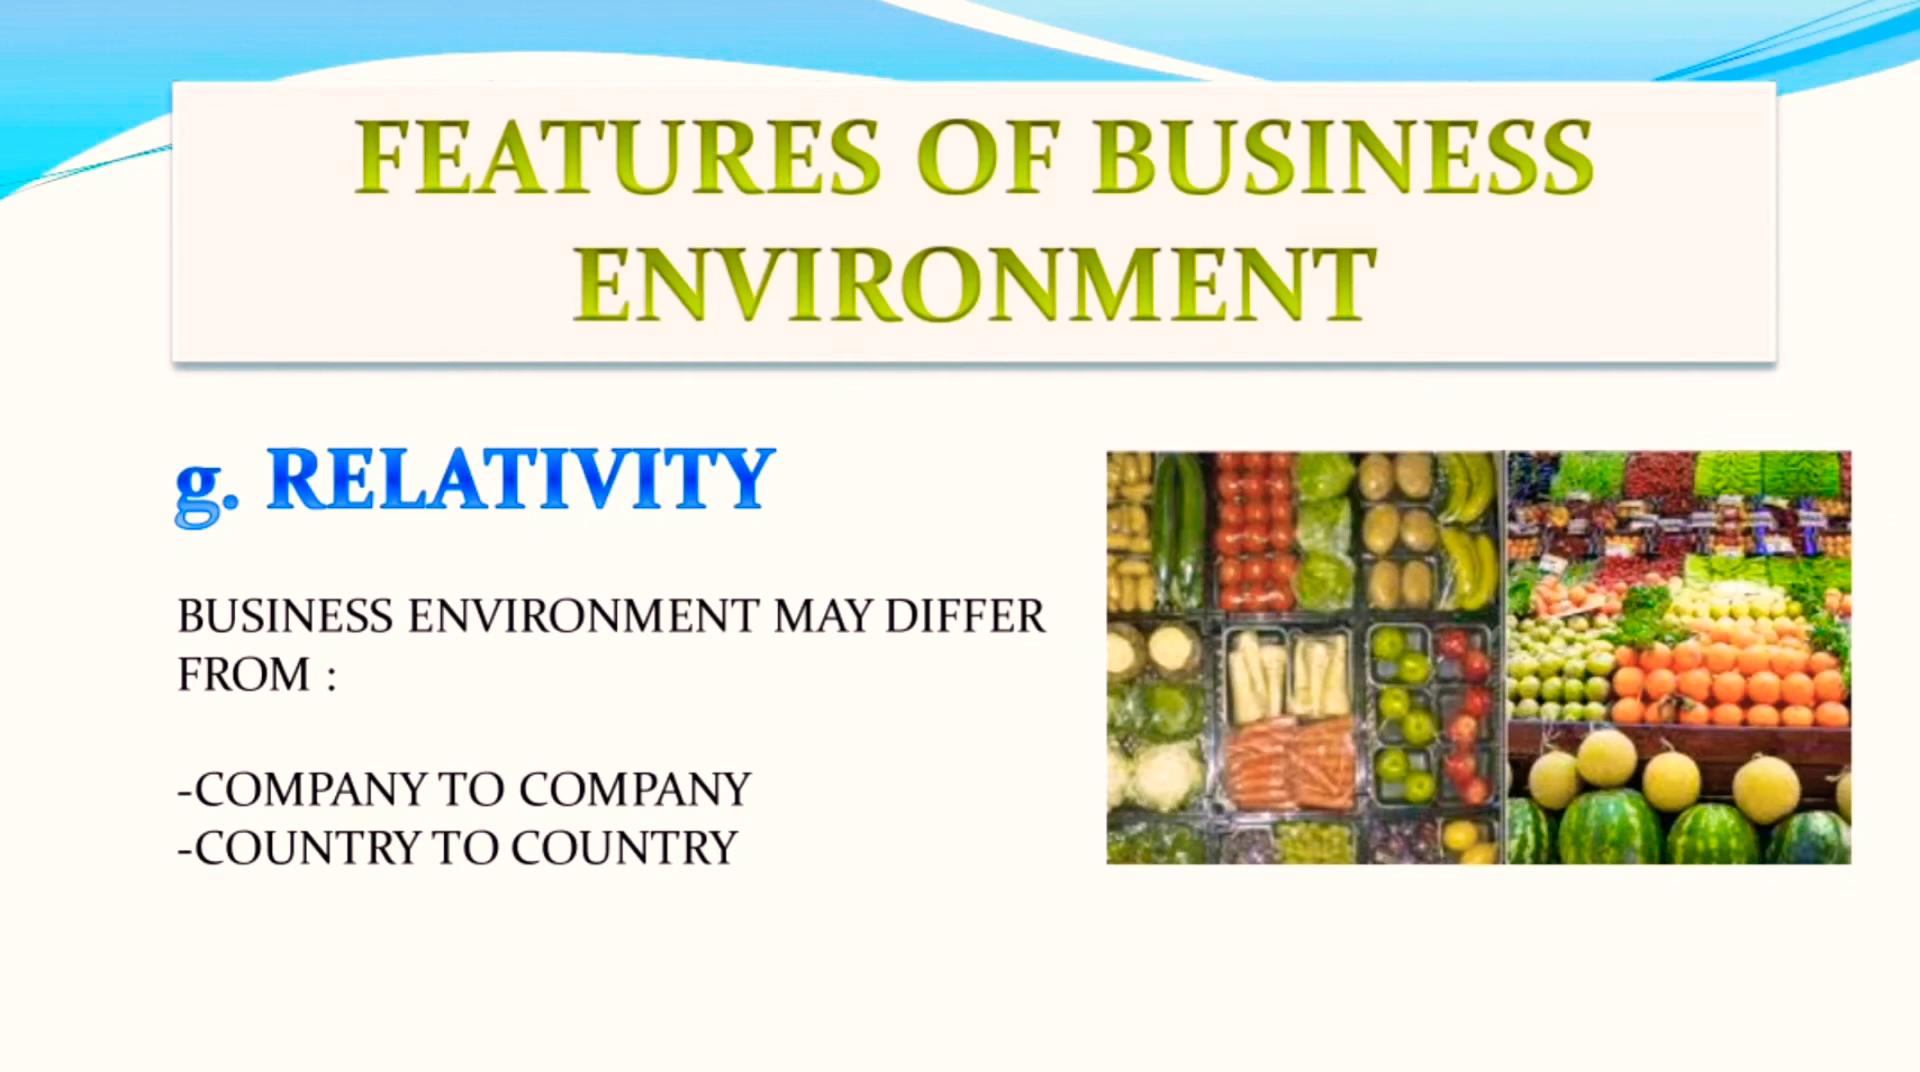 FEATURES OF BUSINESS
ENVIRONMENT
g. RELATIVITY
BUSINESS ENVIRONMENT MAY DIFFER
FROM :
-COMPANY TO COMPANY
-COUNTRY TO COUNTRY